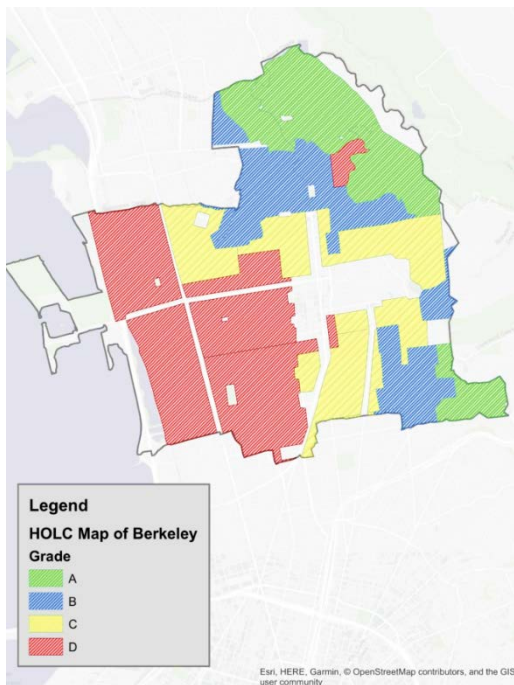 Legend
HOLC Map of Berkeley
Grade
A
B
C
D
Esri, HERE, Garmin, © OpenStreetMap contributors, and the GIS
user community